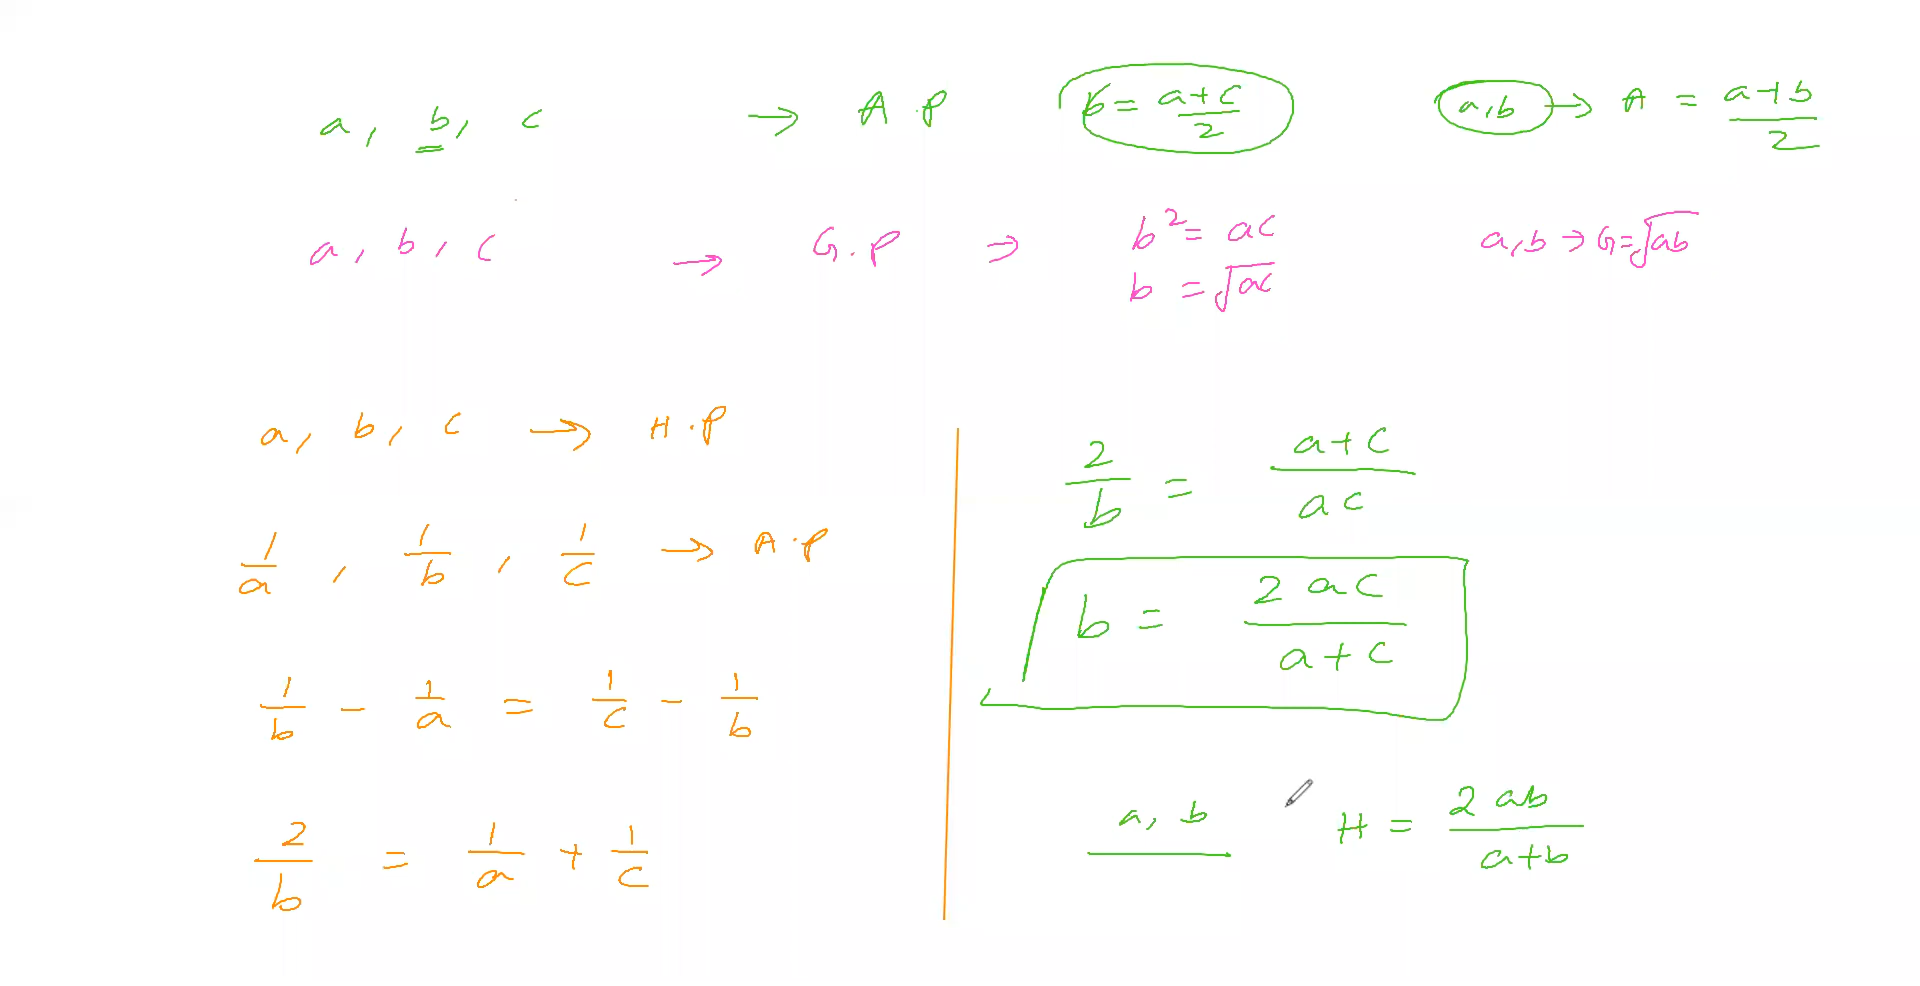 a, b, c → A.P b = a+c/2 a,b → A = a+b/2
a, b, c → G.P ⇒ b² = ac a,b → G=√ab
b = √ac
a, b, c → H.P
1/a, 1/b, 1/c → A.P
1/b - 1/a = 1/c - 1/b
2/b = 1/a + 1/c
2/b = a+c/ac
b = 2ac/a+c
a, b H = 2ab/a+b